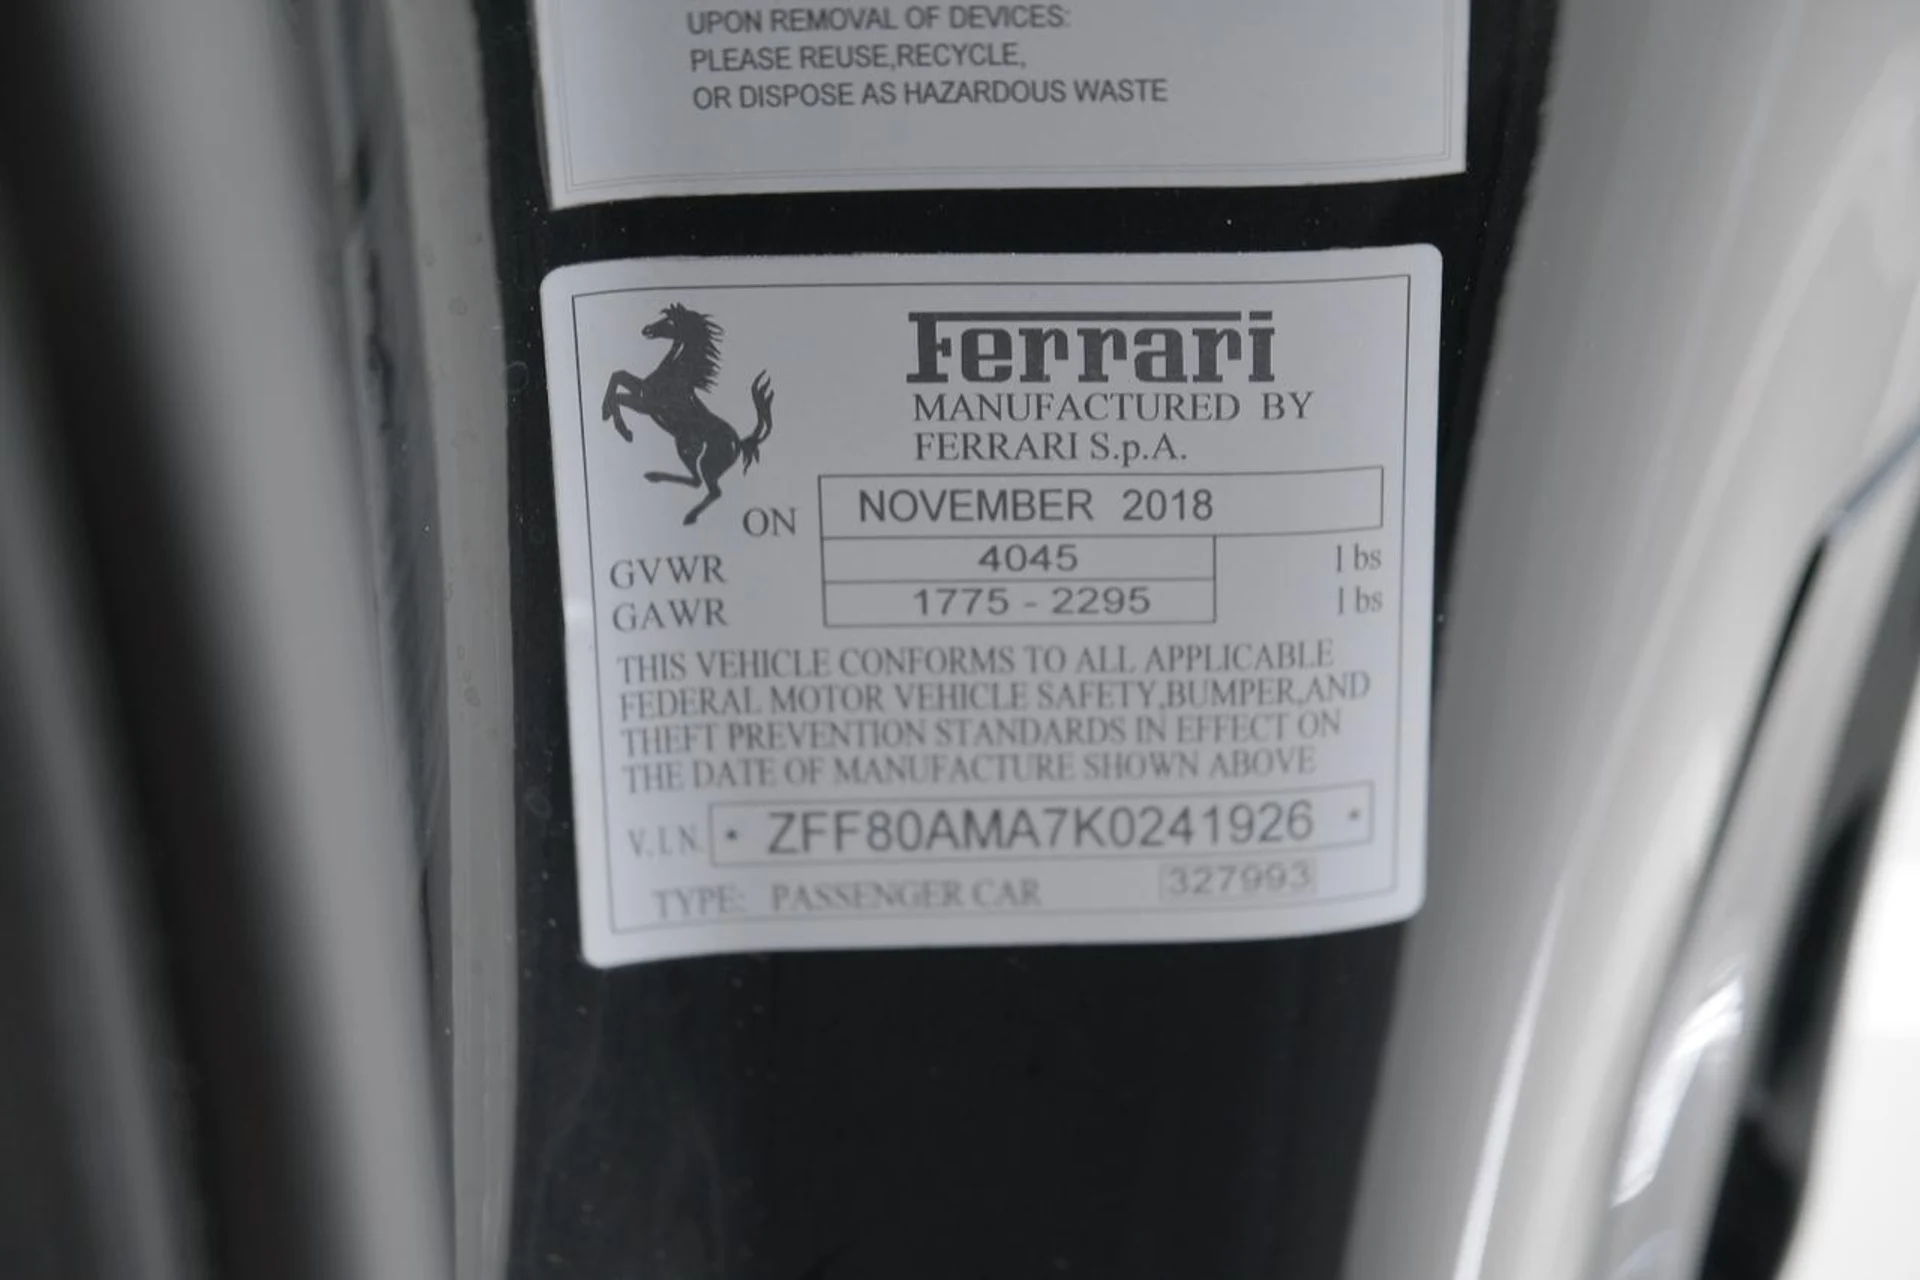 UPON REMOVAL OF DEVICES:
PLEASE REUSE,RECYCLE,
OR DISPOSE AS HAZARDOUS WASTE
Ferrari
MANUFACTURED BY
FERRARI S.p.A.
ON NOVEMBER 2018
GVWR 4045 lbs
GAWR 1775 - 2295 lbs
THIS VEHICLE CONFORMS TO ALL APPLICABLE
FEDERAL MOTOR VEHICLE SAFETY,BUMPER,AND
THEFT PREVENTION STANDARDS IN EFFECT ON
THE DATE OF MANUFACTURE SHOWN ABOVE
V.I.N. * ZFF80AMA7K0241926 *
TYPE: PASSENGER CAR 327993